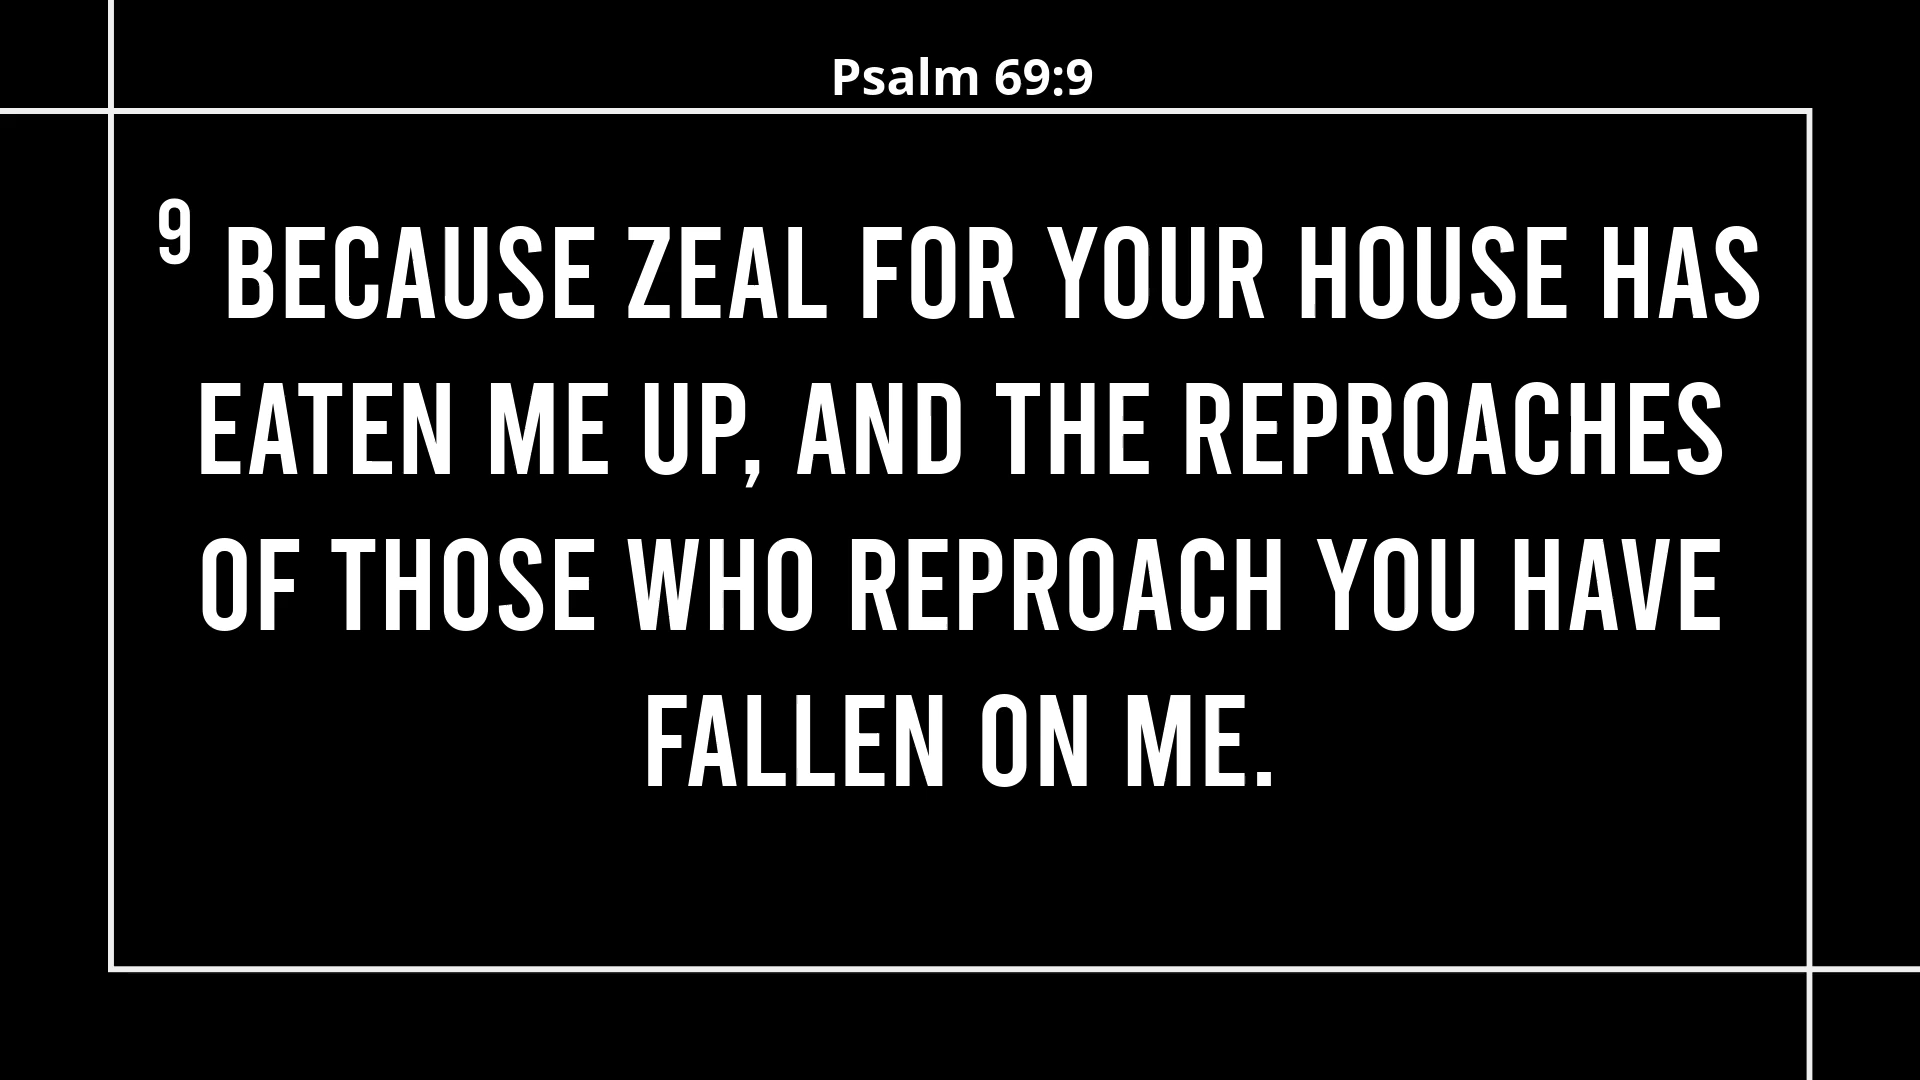 Psalm 69:9
9 BECAUSE ZEAL FOR YOUR HOUSE HAS
EATEN ME UP, AND THE REPROACHES
OF THOSE WHO REPROACH YOU HAVE
FALLEN ON ME.